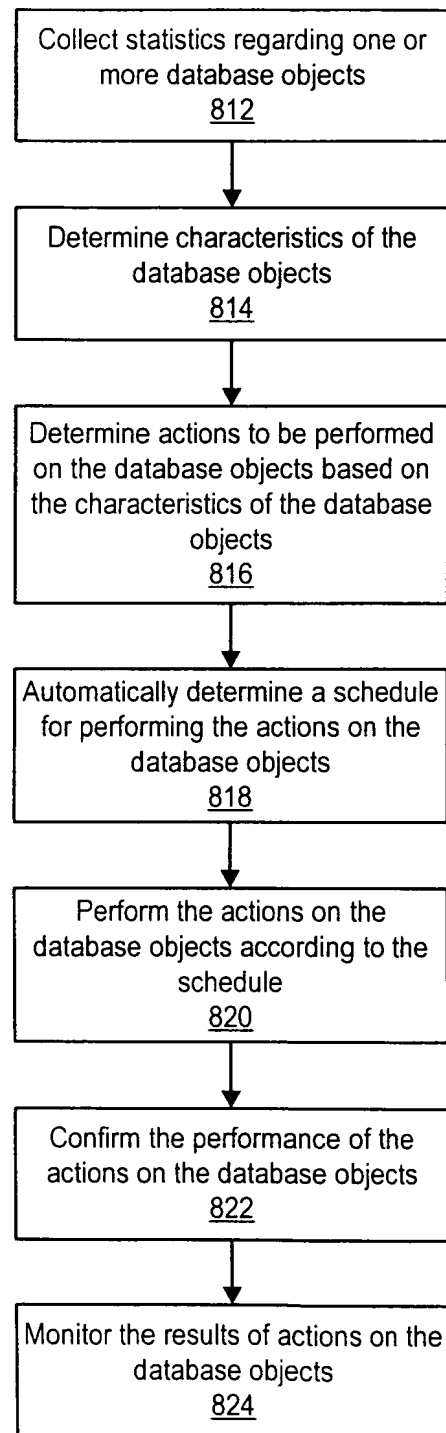 Collect statistics regarding one or
more database objects
812
Determine characteristics of the
database objects
814
Determine actions to be performed
on the database objects based on
the characteristics of the database
objects
816
Automatically determine a schedule
for performing the actions on the
database objects
818
Perform the actions on the
database objects according to the
schedule
820
Confirm the performance of the
actions on the database objects
822
Monitor the results of actions on the
database objects
824